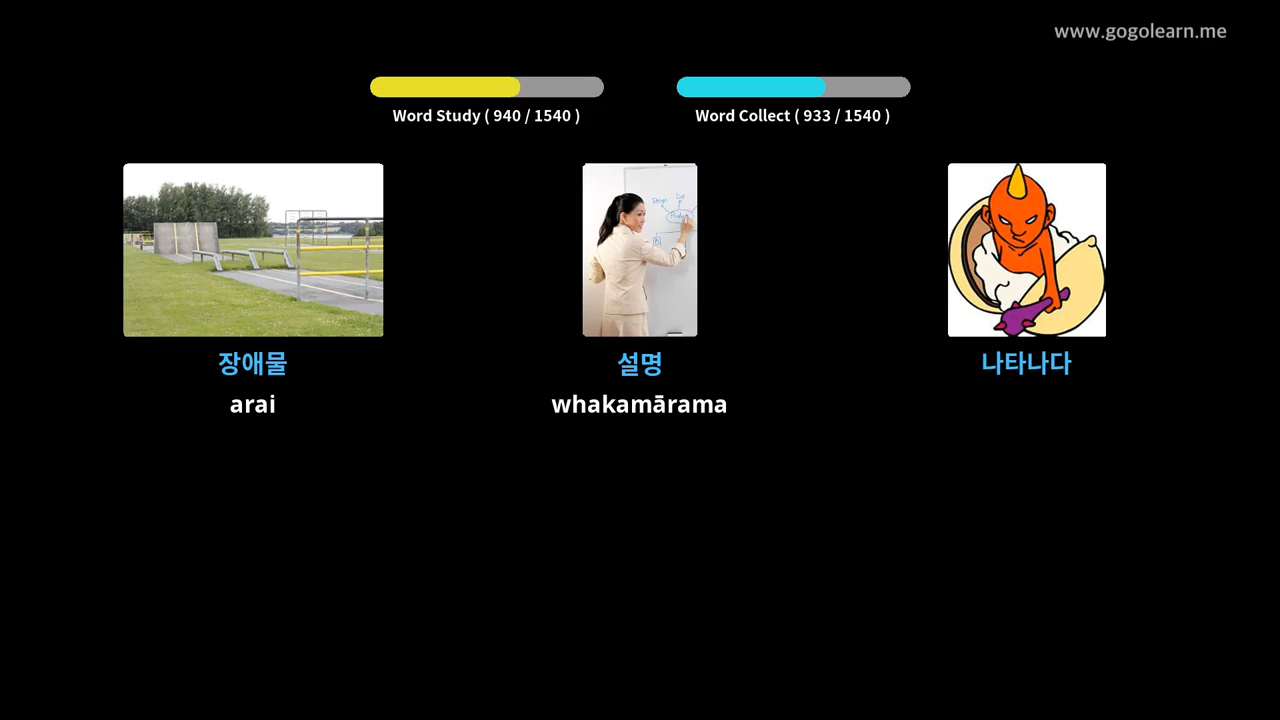 www.gogolearn.me
Word Study ( 940 / 1540 )
Word Collect ( 933 / 1540 )
Design
장애물
설명
나타나다
arai
whakamārama